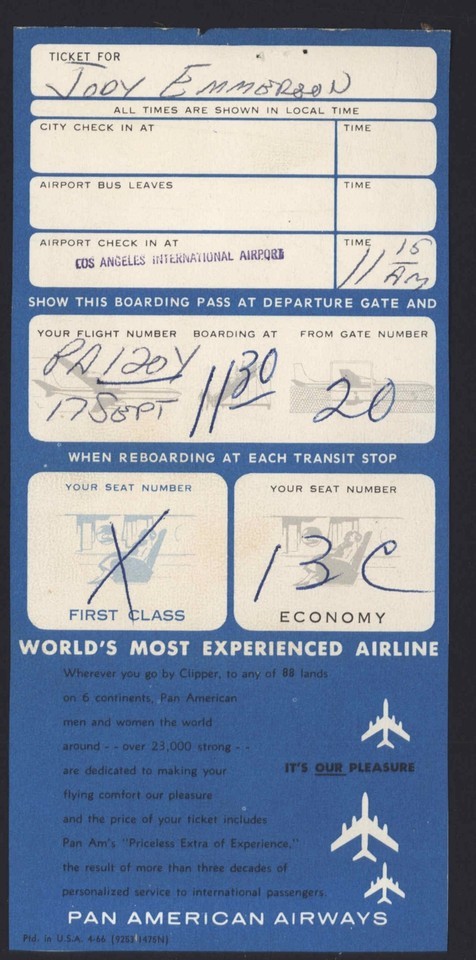 TICKET FOR
JODY EMMERSON
ALL TIMES ARE SHOWN IN LOCAL TIME
CITY CHECK IN AT TIME
AIRPORT BUS LEAVES TIME
AIRPORT CHECK IN AT TIME
LOS ANGELES INTERNATIONAL AIRPORT 11 15 AM
SHOW THIS BOARDING PASS AT DEPARTURE GATE AND
YOUR FLIGHT NUMBER BOARDING AT FROM GATE NUMBER
PA 120Y 11 30 20
17 SEPT
WHEN REBOARDING AT EACH TRANSIT STOP
YOUR SEAT NUMBER YOUR SEAT NUMBER
X 13 C
FIRST CLASS ECONOMY
WORLD'S MOST EXPERIENCED AIRLINE
Wherever you go by Clipper, to any of 88 lands
on 6 continents, Pan American
men and women the world
around - - over 23,000 strong - -
are dedicated to making your IT'S OUR PLEASURE
flying comfort our pleasure
and the price of your ticket includes
Pan Am's "Priceless Extra of Experience,"
the result of more than three decades of
personalized service to international passengers.
PAN AMERICAN AIRWAYS
Ptd. in U.S.A. 4-66